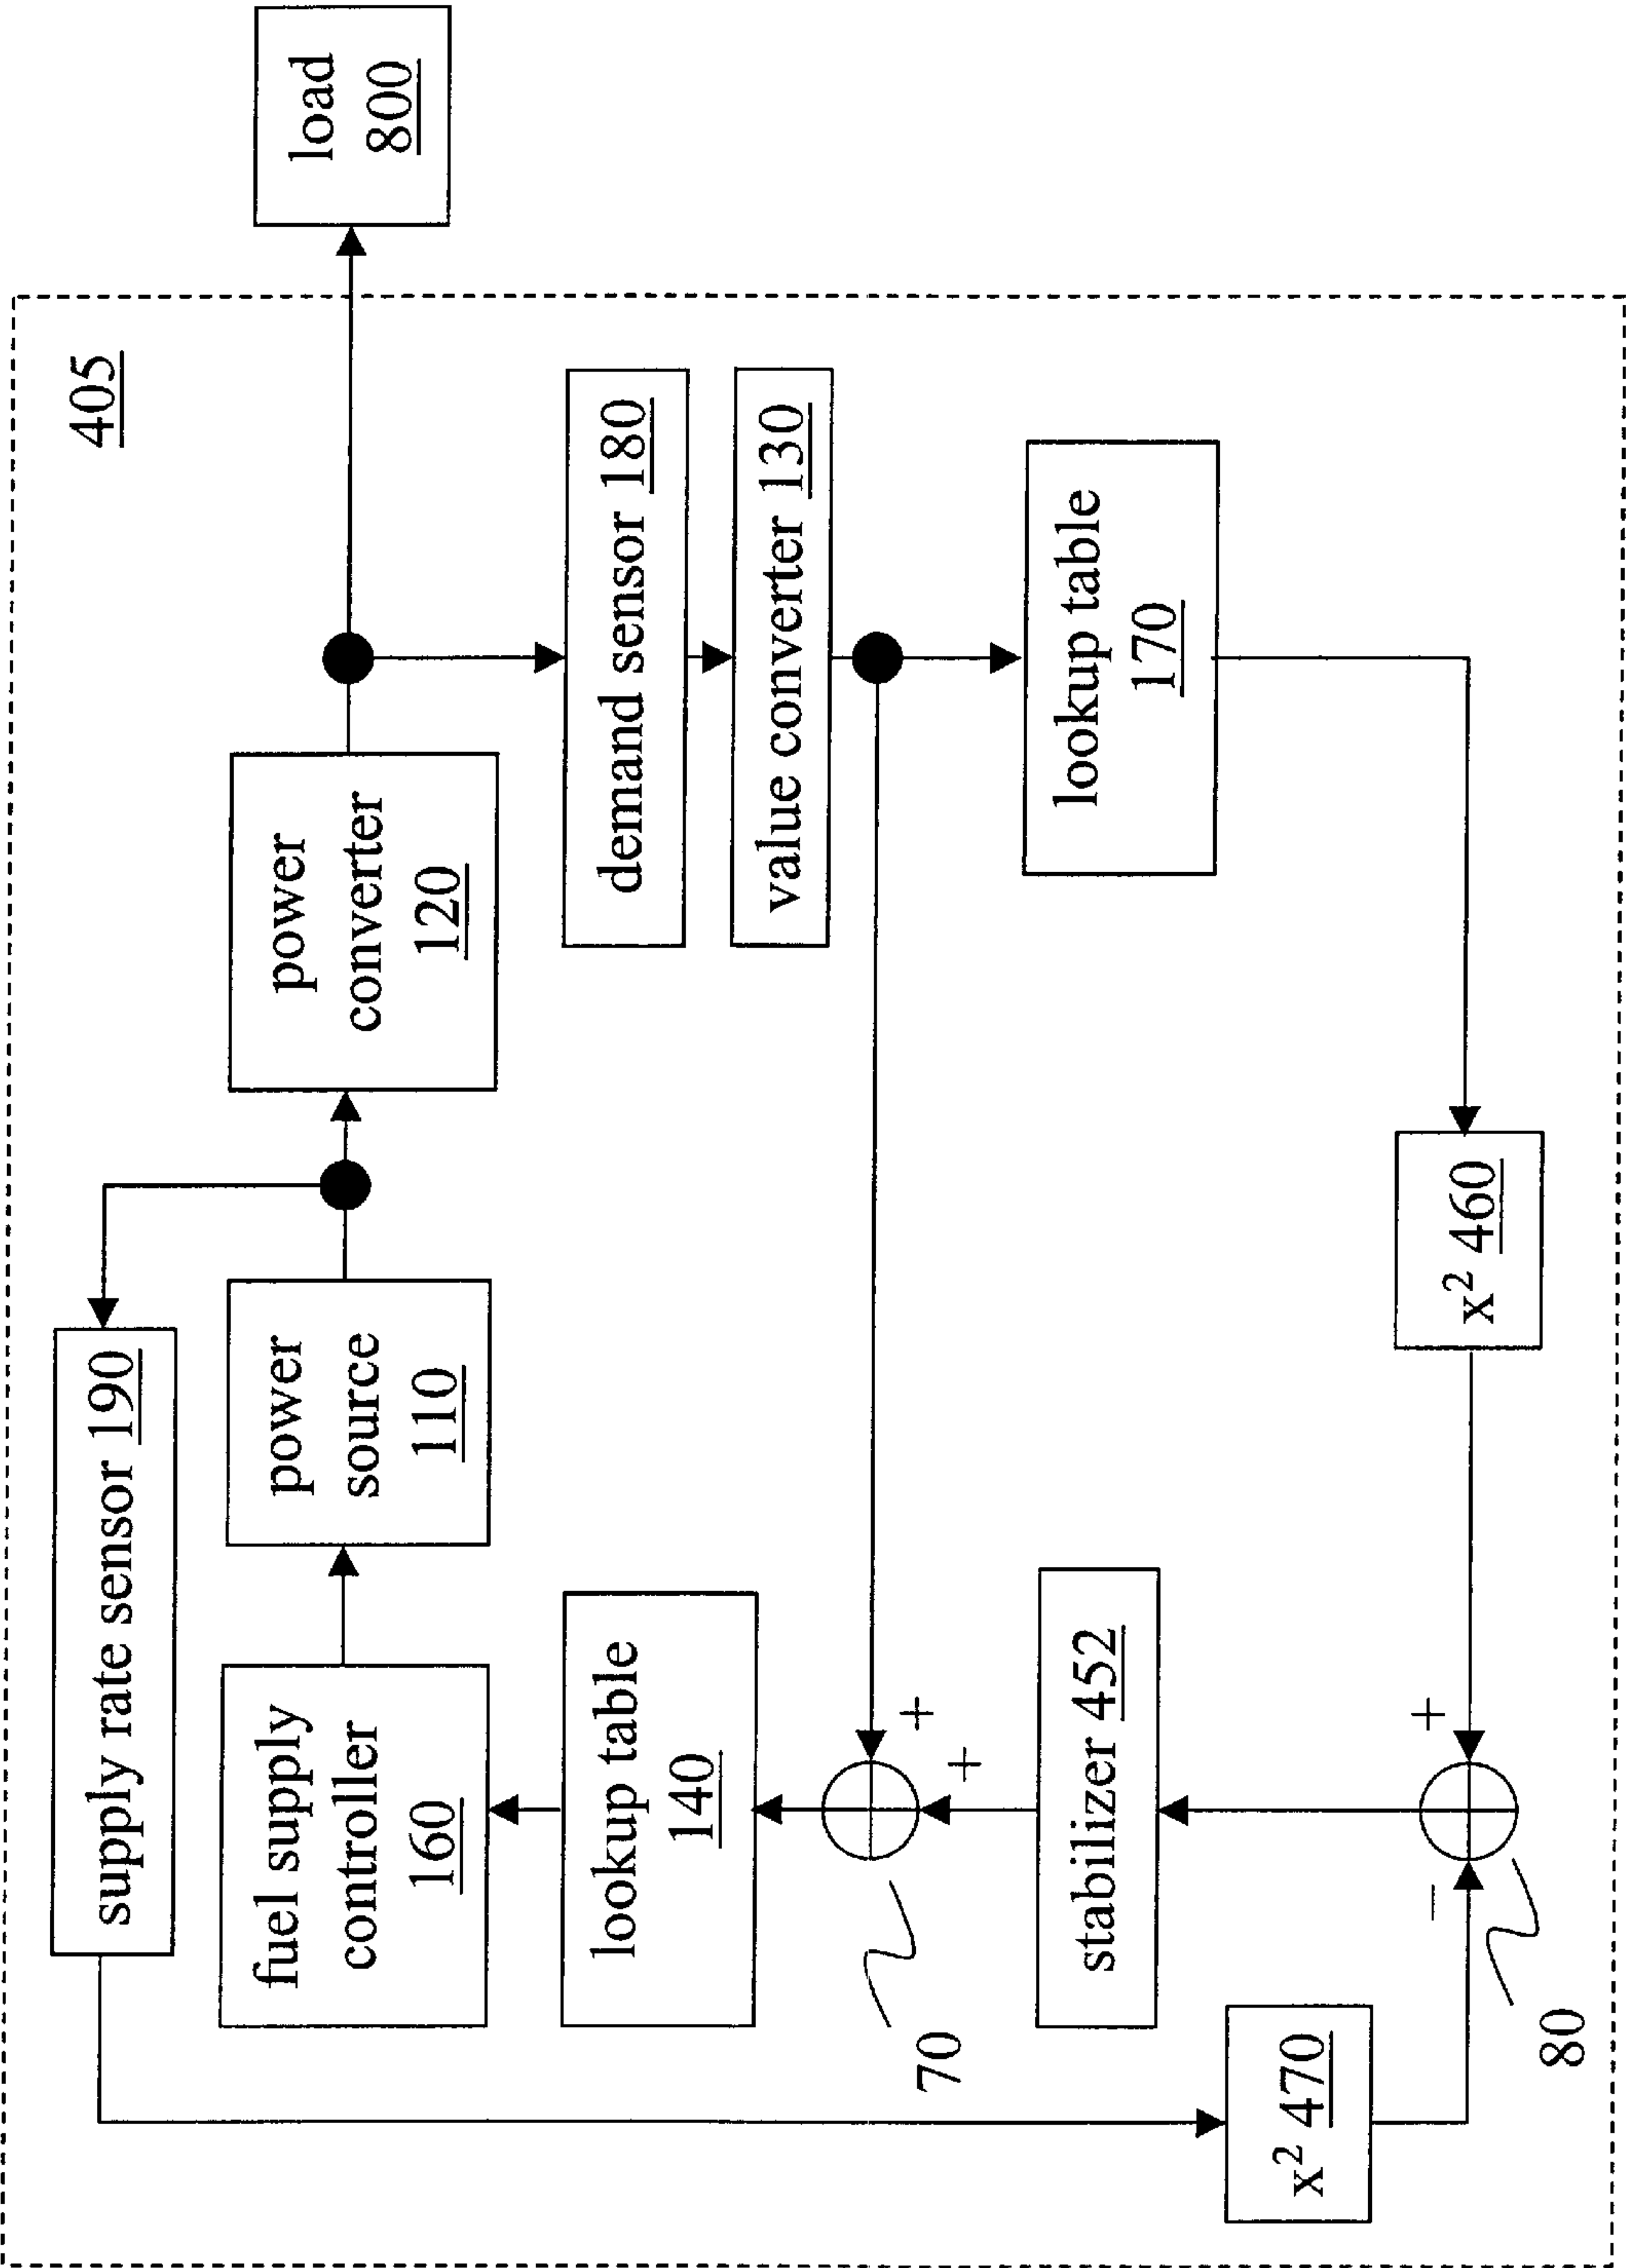 405
supply rate sensor 190
fuel supply
controller
160
power
source
110
power
converter
120
load
800
lookup table
140
demand sensor 180
value converter 130
+
+
70
stabilizer 452
lookup table
170
x² 470
−
+
80
x² 460